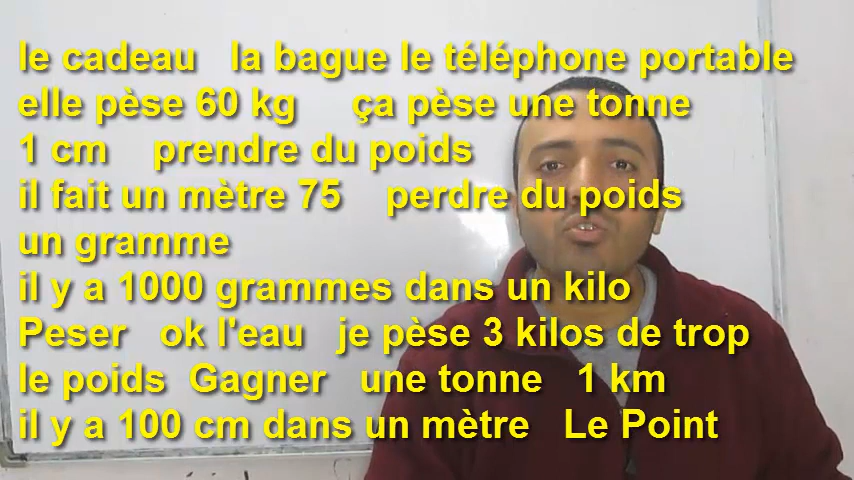 le cadeau la bague le téléphone portable
elle pèse 60 kg ça pèse une tonne
1 cm prendre du poids
il fait un mètre 75 perdre du poids
un gramme
il y a 1000 grammes dans un kilo
Peser ok l'eau je pèse 3 kilos de trop
le poids Gagner une tonne 1 km
il y a 100 cm dans un mètre Le Point